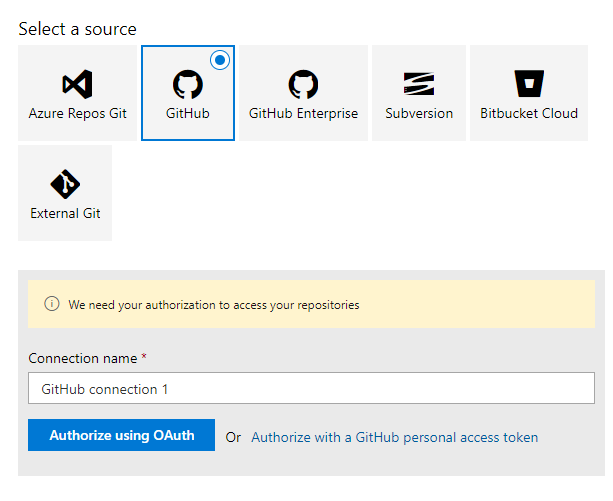 Select a source
Azure Repos Git
GitHub
GitHub Enterprise
Subversion
Bitbucket Cloud
External Git
We need your authorization to access your repositories
Connection name *
GitHub connection 1
Authorize using OAuth Or Authorize with a GitHub personal access token